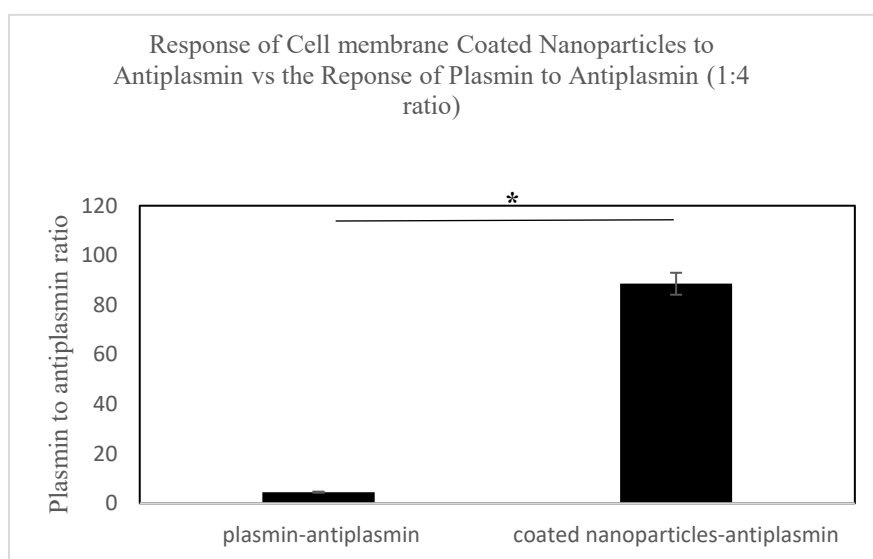 Response of Cell membrane Coated Nanoparticles to
Antiplasmin vs the Reponse of Plasmin to Antiplasmin (1:4
ratio)
*
Plasmin to antiplasmin ratio
120
100
80
60
40
20
0
plasmin-antiplasmin
coated nanoparticles-antiplasmin